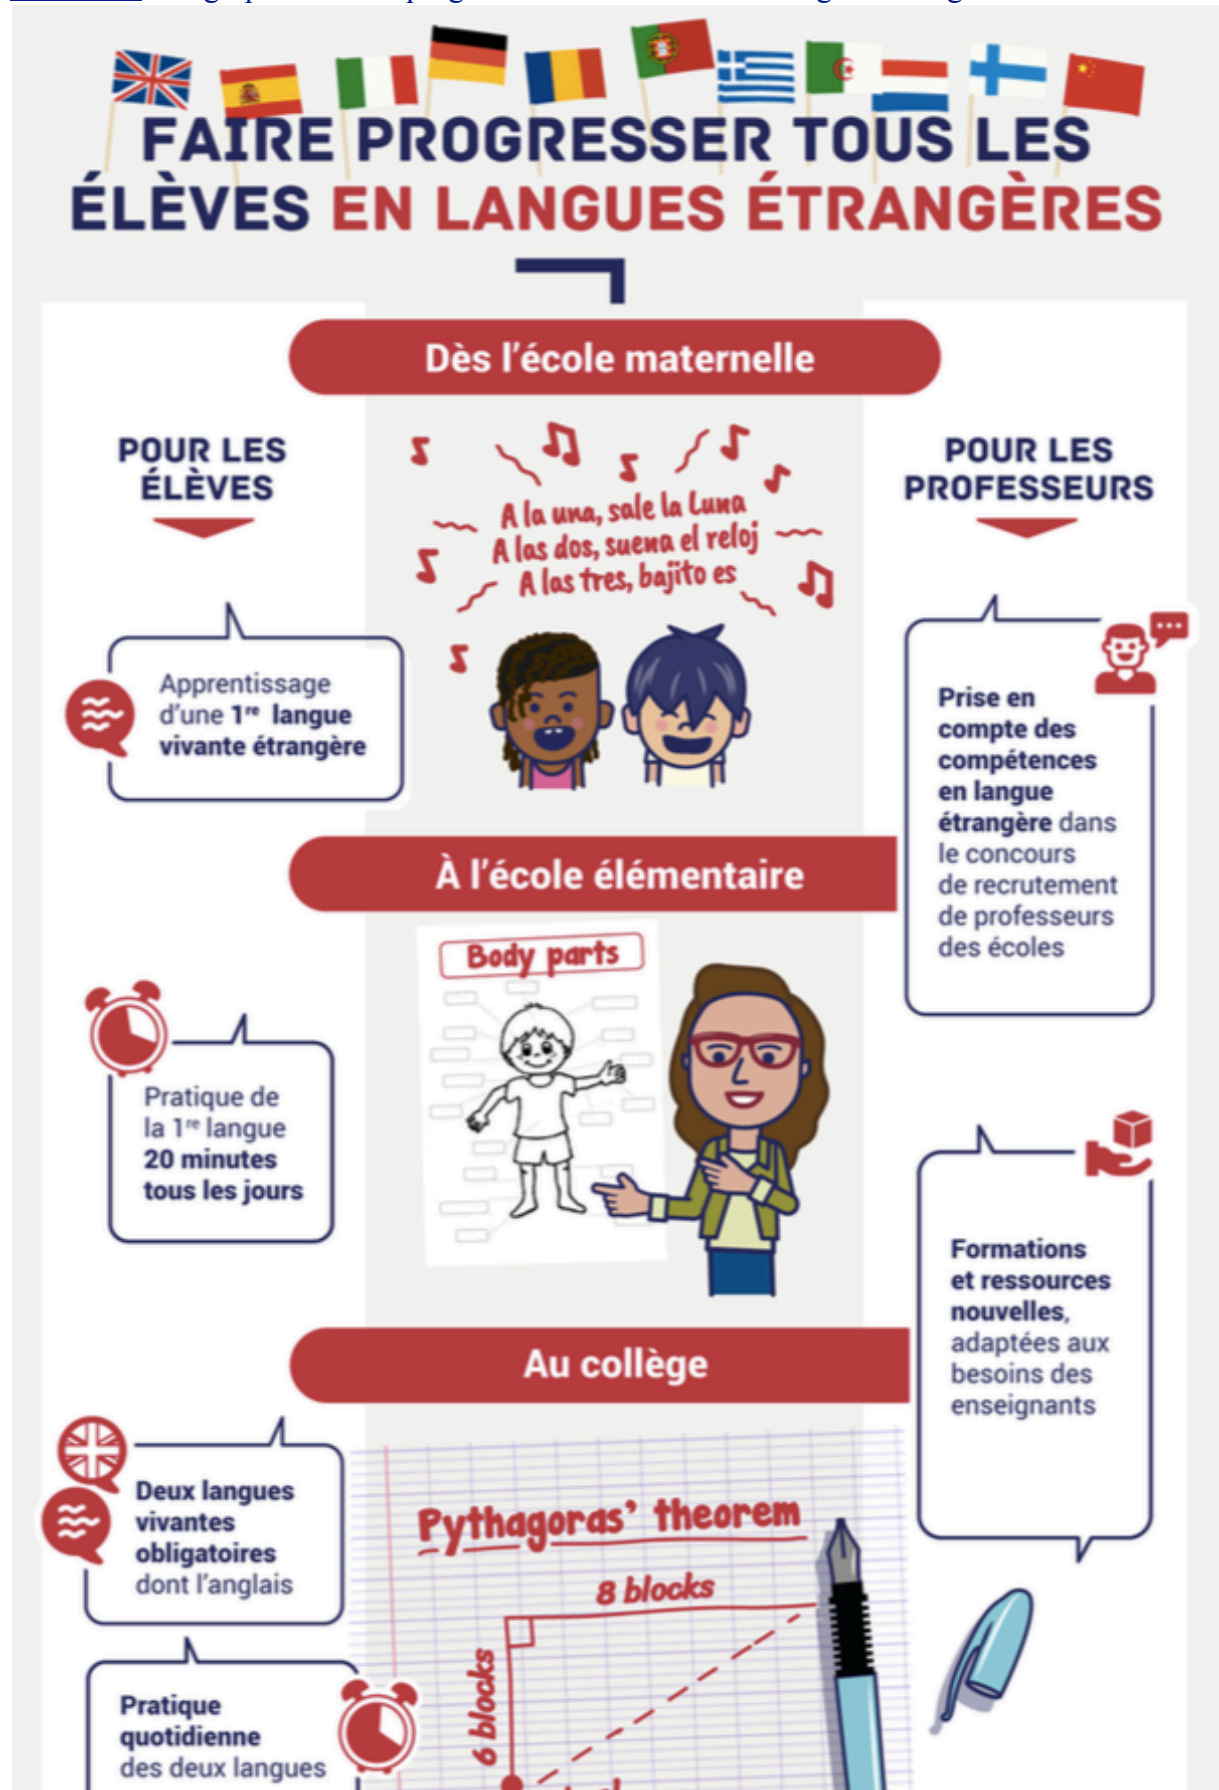 FAIRE PROGRESSER TOUS LES
ÉLÈVES EN LANGUES ÉTRANGÈRES
Dès l'école maternelle
POUR LES
ÉLÈVES
A la una, sale la Luna
A las dos, suena el reloj
A las tres, bajito es
POUR LES
PROFESSEURS
Apprentissage
d'une 1re langue
vivante étrangère
Prise en
compte des
compétences
en langue
étrangère dans
le concours
de recrutement
de professeurs
des écoles
À l'école élémentaire
Body parts
Pratique de
la 1re langue
20 minutes
tous les jours
Formations
et ressources
nouvelles,
adaptées aux
besoins des
enseignants
Au collège
Deux langues
vivantes
obligatoires
dont l'anglais
Pythagoras' theorem
8 blocks
6 blocks
Pratique
quotidienne
des deux langues